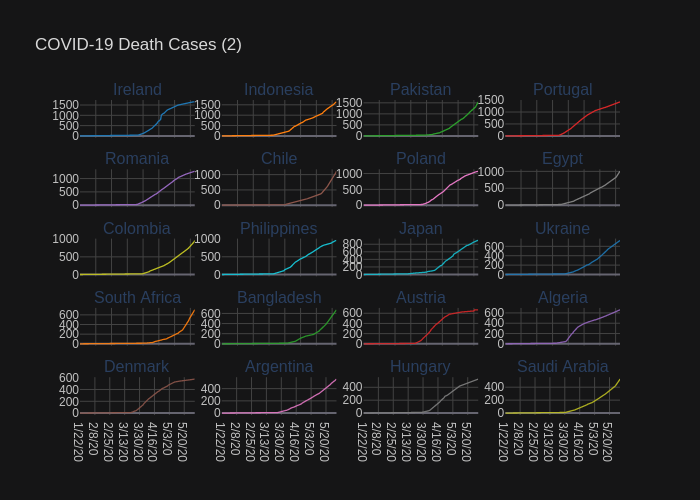 COVID-19 Death Cases (2)
Ireland Indonesia Pakistan Portugal
1500 1500 1500 1500
1000 1000 1000 1000
500 500 500 500
0 0 0 0
Romania Chile Poland Egypt
1000 1000 1000 1000
500 500 500 500
0 0 0 0
Colombia Philippines Japan Ukraine
1000 1000 800 600
500 500 600 400
0 0 400 200
200 0
0
South Africa Bangladesh Austria Algeria
600 600 600 600
400 400 400 400
200 200 200 200
0 0 0 0
Denmark Argentina Hungary Saudi Arabia
600 400 400 400
400 200 200 200
200 0 0 0
0
1/22/20 2/8/20 2/25/20 3/13/20 3/30/20 4/16/20 5/3/20 5/20/20
1/22/20 2/8/20 2/25/20 3/13/20 3/30/20 4/16/20 5/3/20 5/20/20
1/22/20 2/8/20 2/25/20 3/13/20 3/30/20 4/16/20 5/3/20 5/20/20
1/22/20 2/8/20 2/25/20 3/13/20 3/30/20 4/16/20 5/3/20 5/20/20